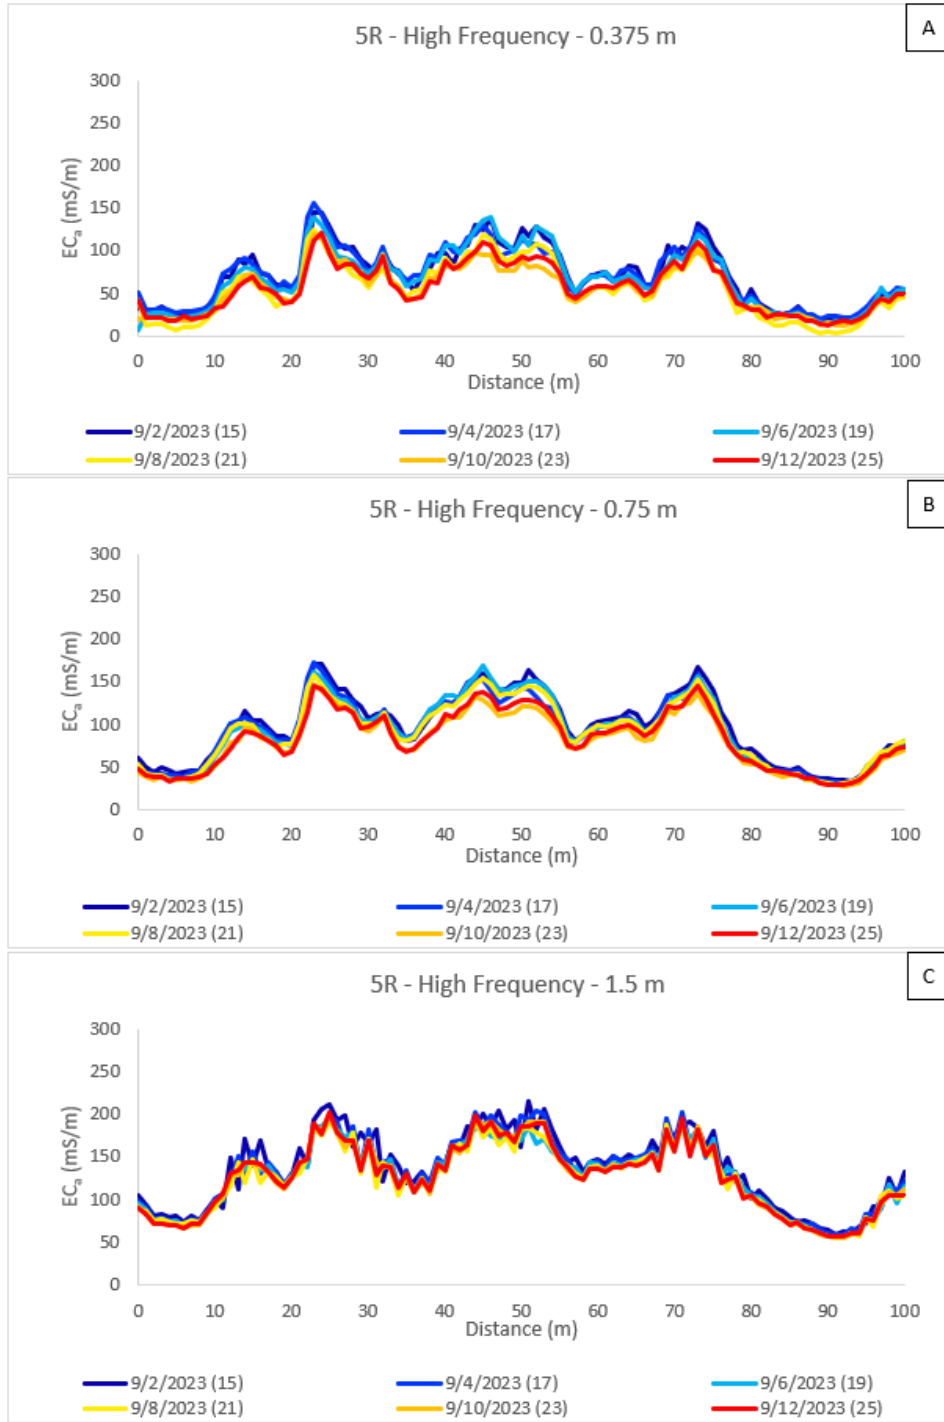 A
5R - High Frequency - 0.375 m
300
250
200
150
100
50
0
ECa (mS/m)
0 10 20 30 40 50 60 70 80 90 100
Distance (m)
9/2/2023 (15) 9/4/2023 (17) 9/6/2023 (19)
9/8/2023 (21) 9/10/2023 (23) 9/12/2023 (25)
B
5R - High Frequency - 0.75 m
300
250
200
150
100
50
0
ECa (mS/m)
0 10 20 30 40 50 60 70 80 90 100
Distance (m)
9/2/2023 (15) 9/4/2023 (17) 9/6/2023 (19)
9/8/2023 (21) 9/10/2023 (23) 9/12/2023 (25)
C
5R - High Frequency - 1.5 m
300
250
200
150
100
50
0
ECa (mS/m)
0 10 20 30 40 50 60 70 80 90 100
Distance (m)
9/2/2023 (15) 9/4/2023 (17) 9/6/2023 (19)
9/8/2023 (21) 9/10/2023 (23) 9/12/2023 (25)